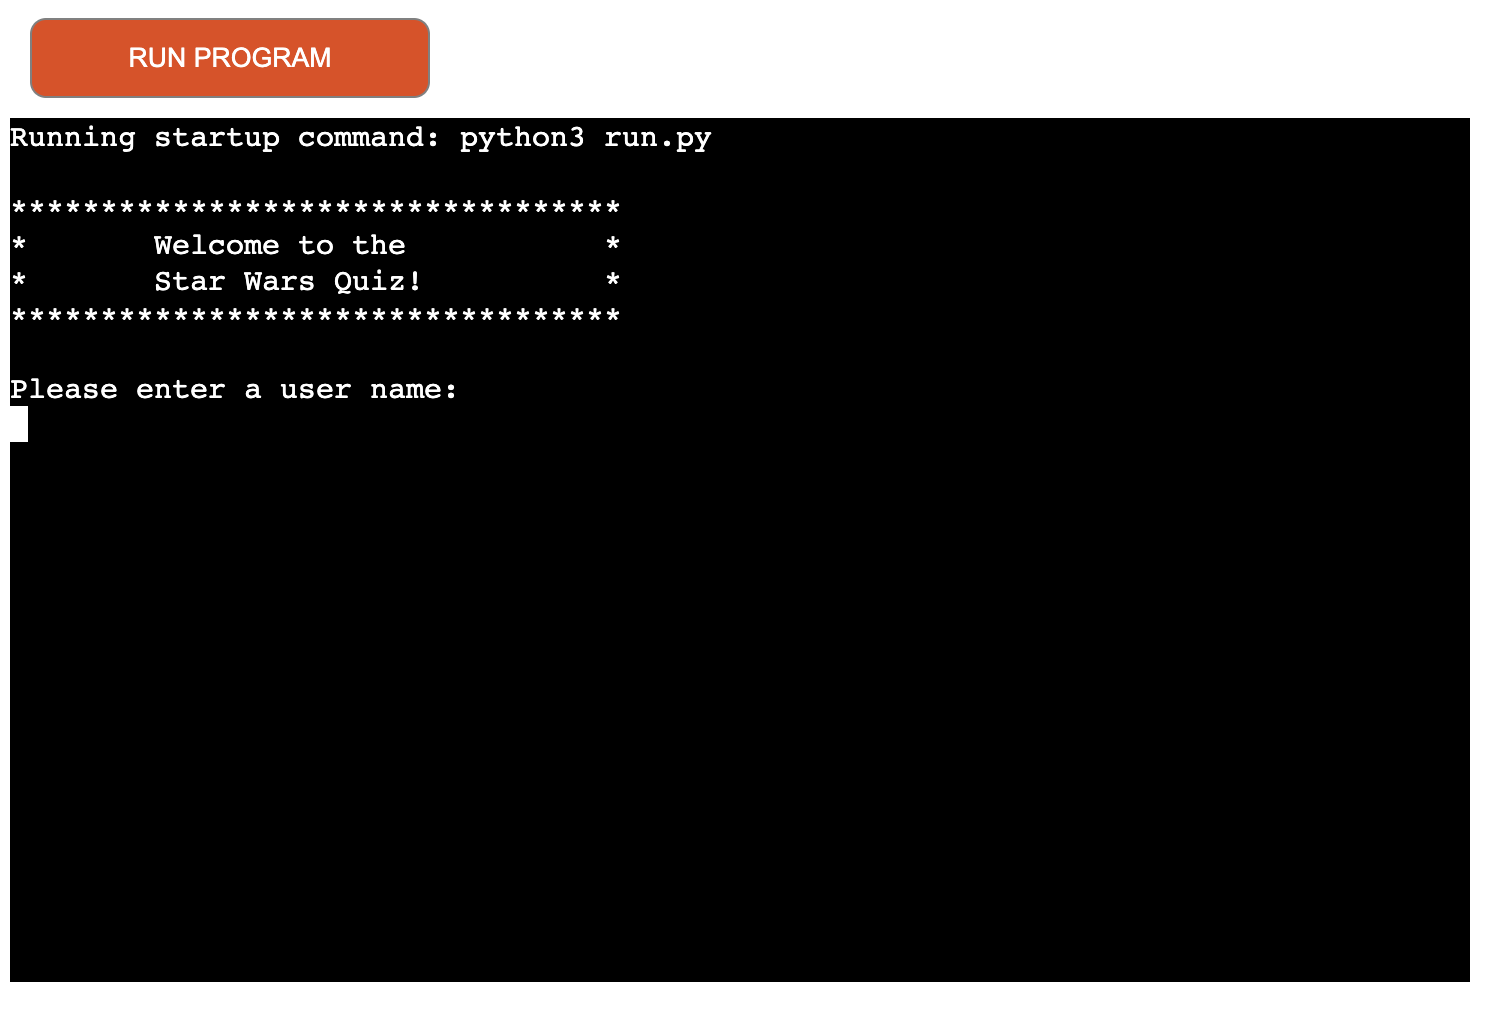 RUN PROGRAM
Running startup command: python3 run.py
**********************************
*       Welcome to the           *
*       Star Wars Quiz!          *
**********************************
Please enter a user name: